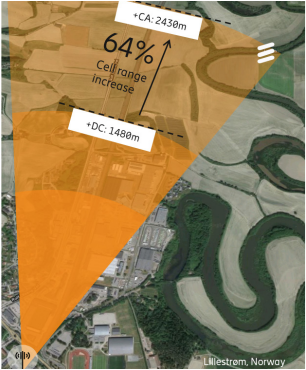 +CA: 2430m
64%
Cell range
increase
+DC: 1480m
Lillestrøm, Norway